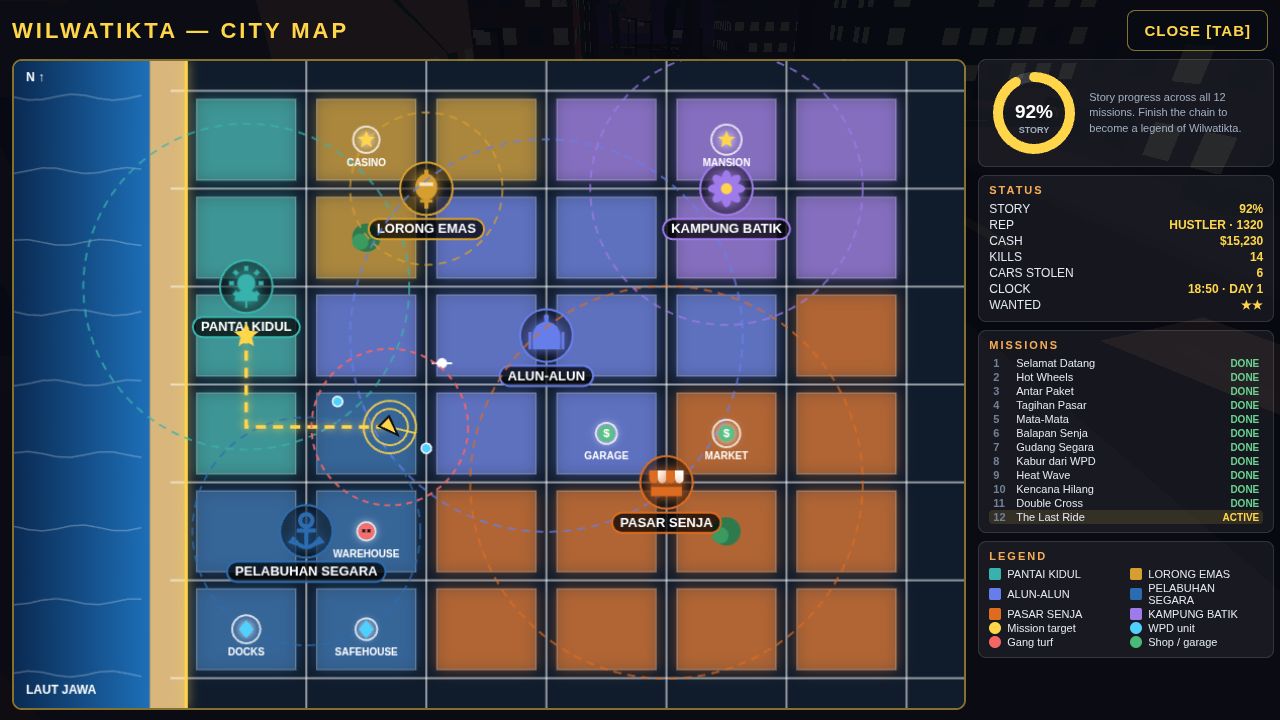 WILWATIKTA — CITY MAP
CLOSE [TAB]
N ↑
CASINO
MANSION
LORONG EMAS
KAMPUNG BATIK
PANTAI KIDUL
ALUN-ALUN
GARAGE
MARKET
PASAR SENJA
WAREHOUSE
PELABUHAN SEGARA
DOCKS
SAFEHOUSE
LAUT JAWA
92%
STORY
Story progress across all 12
missions. Finish the chain to
become a legend of Wilwatikta.
STATUS
STORY 92%
REP HUSTLER · 1320
CASH $15,230
KILLS 14
CARS STOLEN 6
CLOCK 18:50 · DAY 1
WANTED ★★
MISSIONS
1 Selamat Datang DONE
2 Hot Wheels DONE
3 Antar Paket DONE
4 Tagihan Pasar DONE
5 Mata-Mata DONE
6 Balapan Senja DONE
7 Gudang Segara DONE
8 Kabur dari WPD DONE
9 Heat Wave DONE
10 Kencana Hilang DONE
11 Double Cross DONE
12 The Last Ride ACTIVE
LEGEND
PANTAI KIDUL LORONG EMAS
ALUN-ALUN PELABUHAN
SEGARA
PASAR SENJA KAMPUNG BATIK
Mission target WPD unit
Gang turf Shop / garage